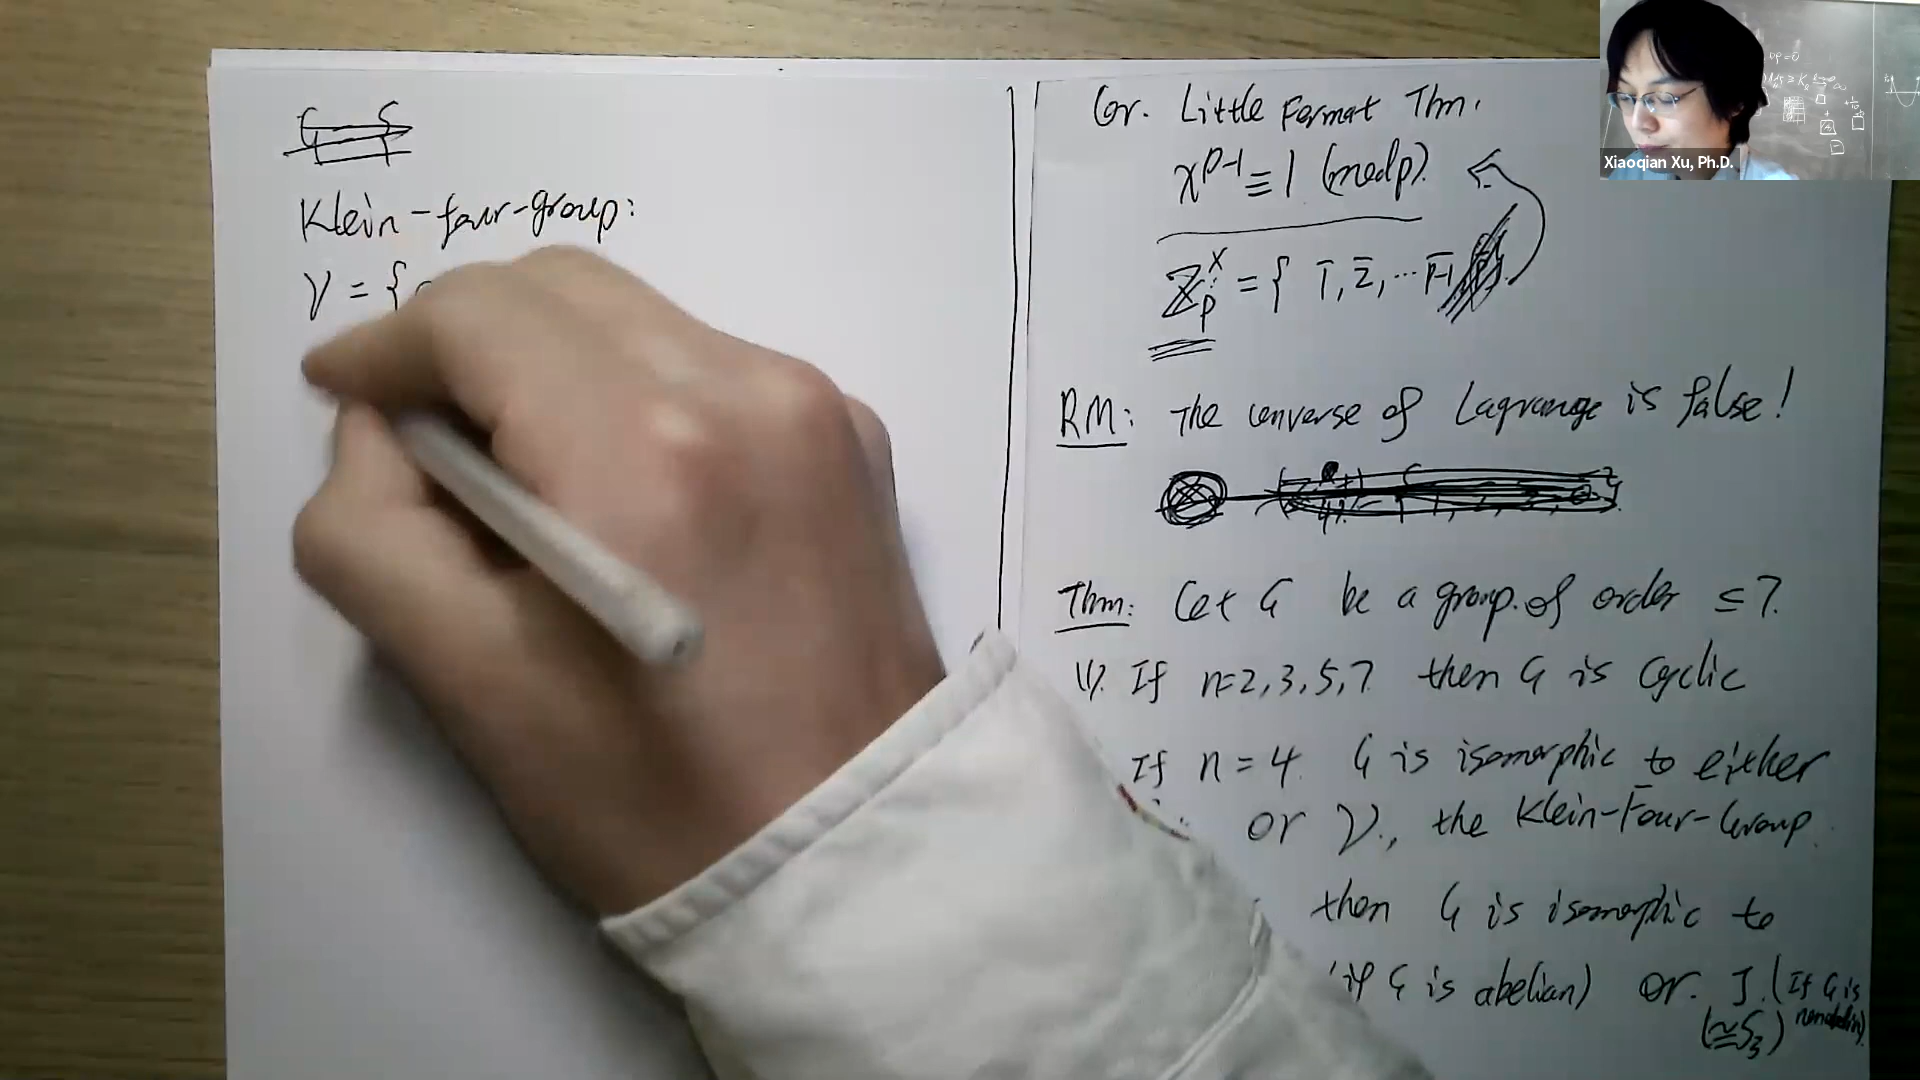 Klein-four-group:
V = {
Cor. Little Fermat Thm.
x^{p-1} ≡ 1 (mod p).
Z_p^x = { 1̄, 2̄, ... p-1
RM: The converse of Lagrange is false!
Thm: Let G be a group. of order ≤ 7.
(1). If n=2,3,5,7. then G is cyclic
If n = 4. G is isomorphic to either
or V., the Klein-Four-Group.
then G is isomorphic to
if G is abelian) or. J. (If G is
nonabelian)
(≅S_3)
Xiaoqian Xu, Ph.D.